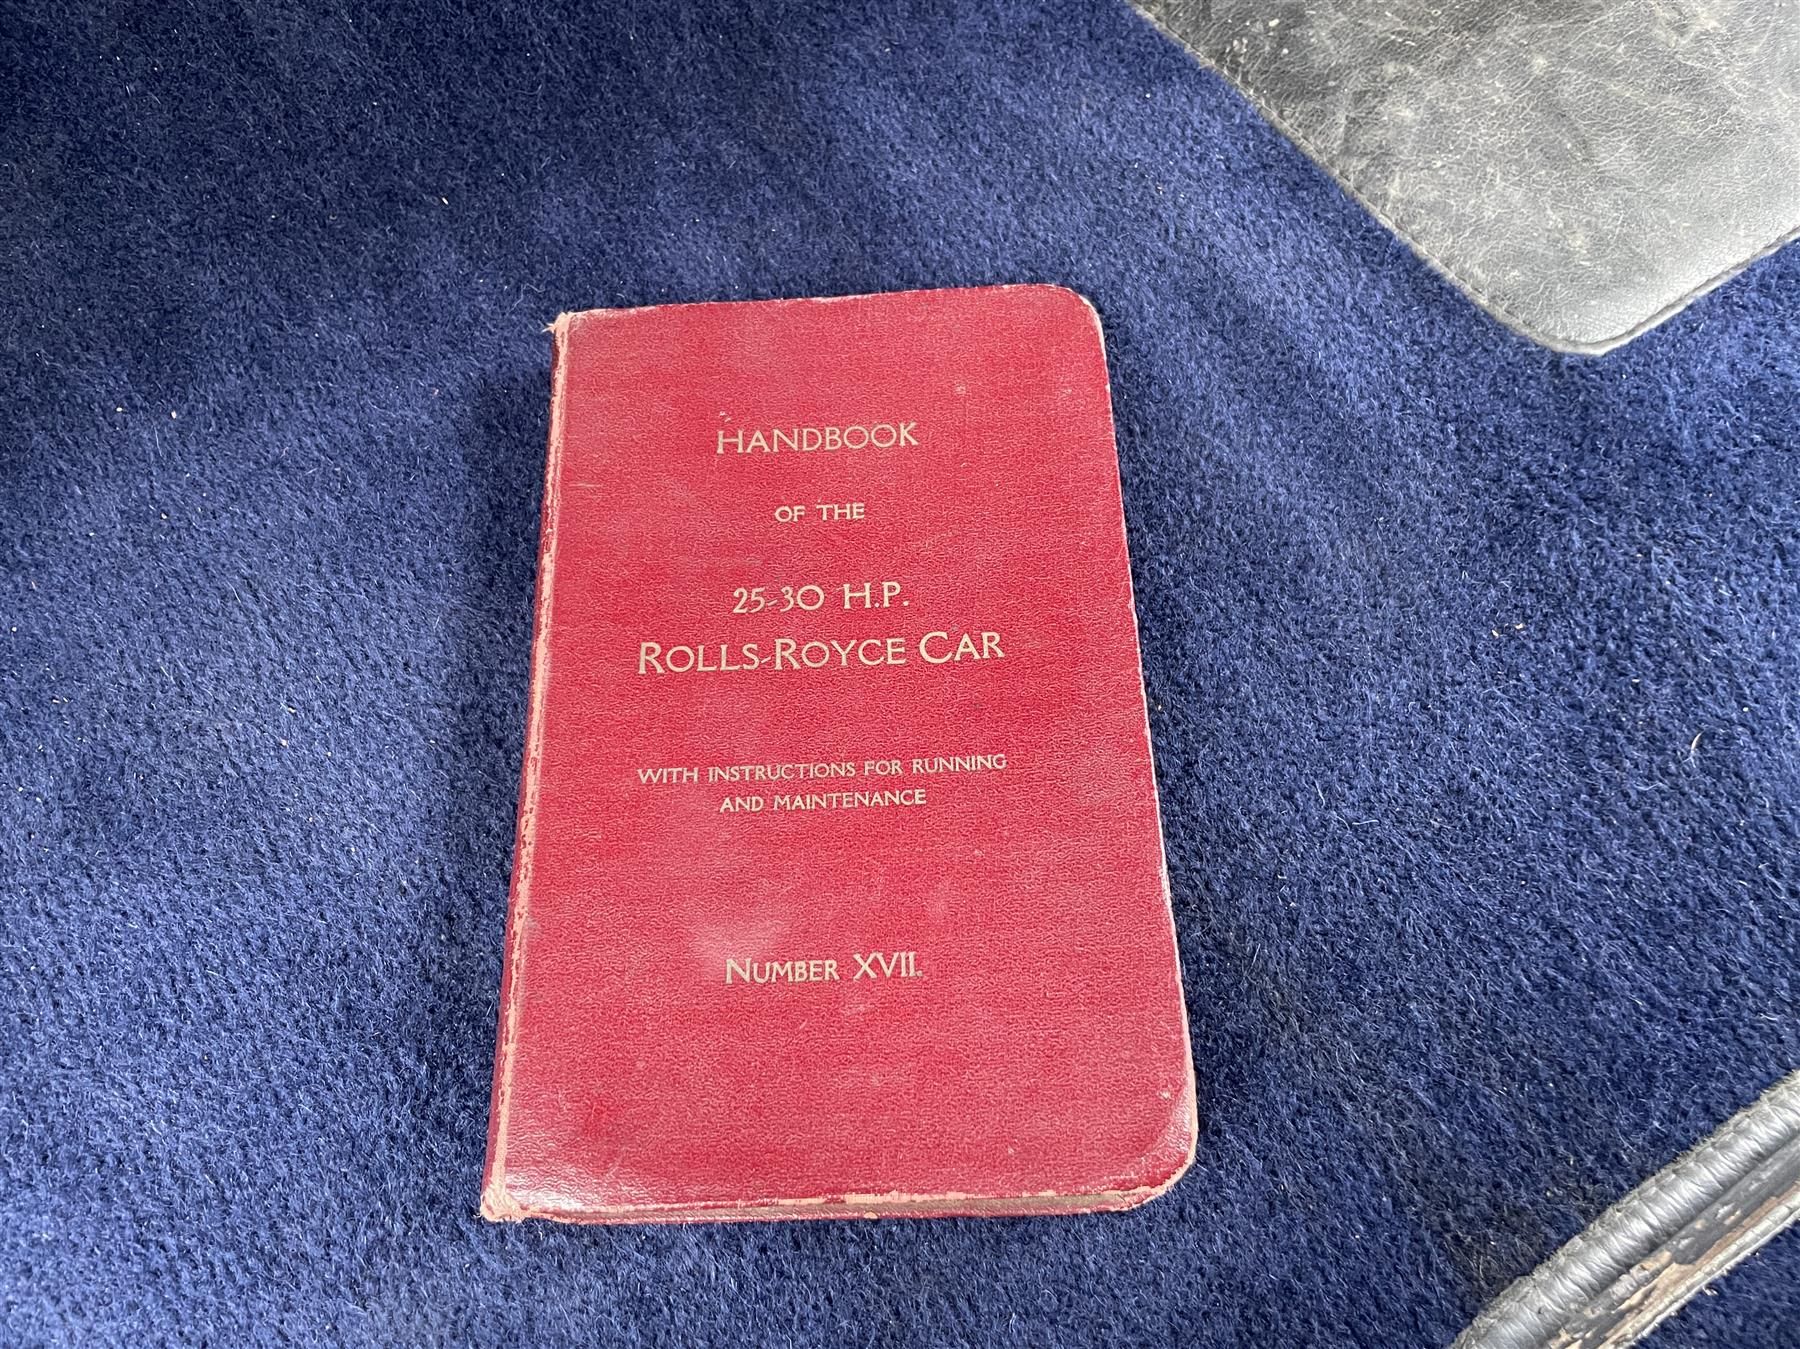 HANDBOOK
OF THE
25-30 H.P.
ROLLS-ROYCE CAR
WITH INSTRUCTIONS FOR RUNNING
AND MAINTENANCE
NUMBER XVII.